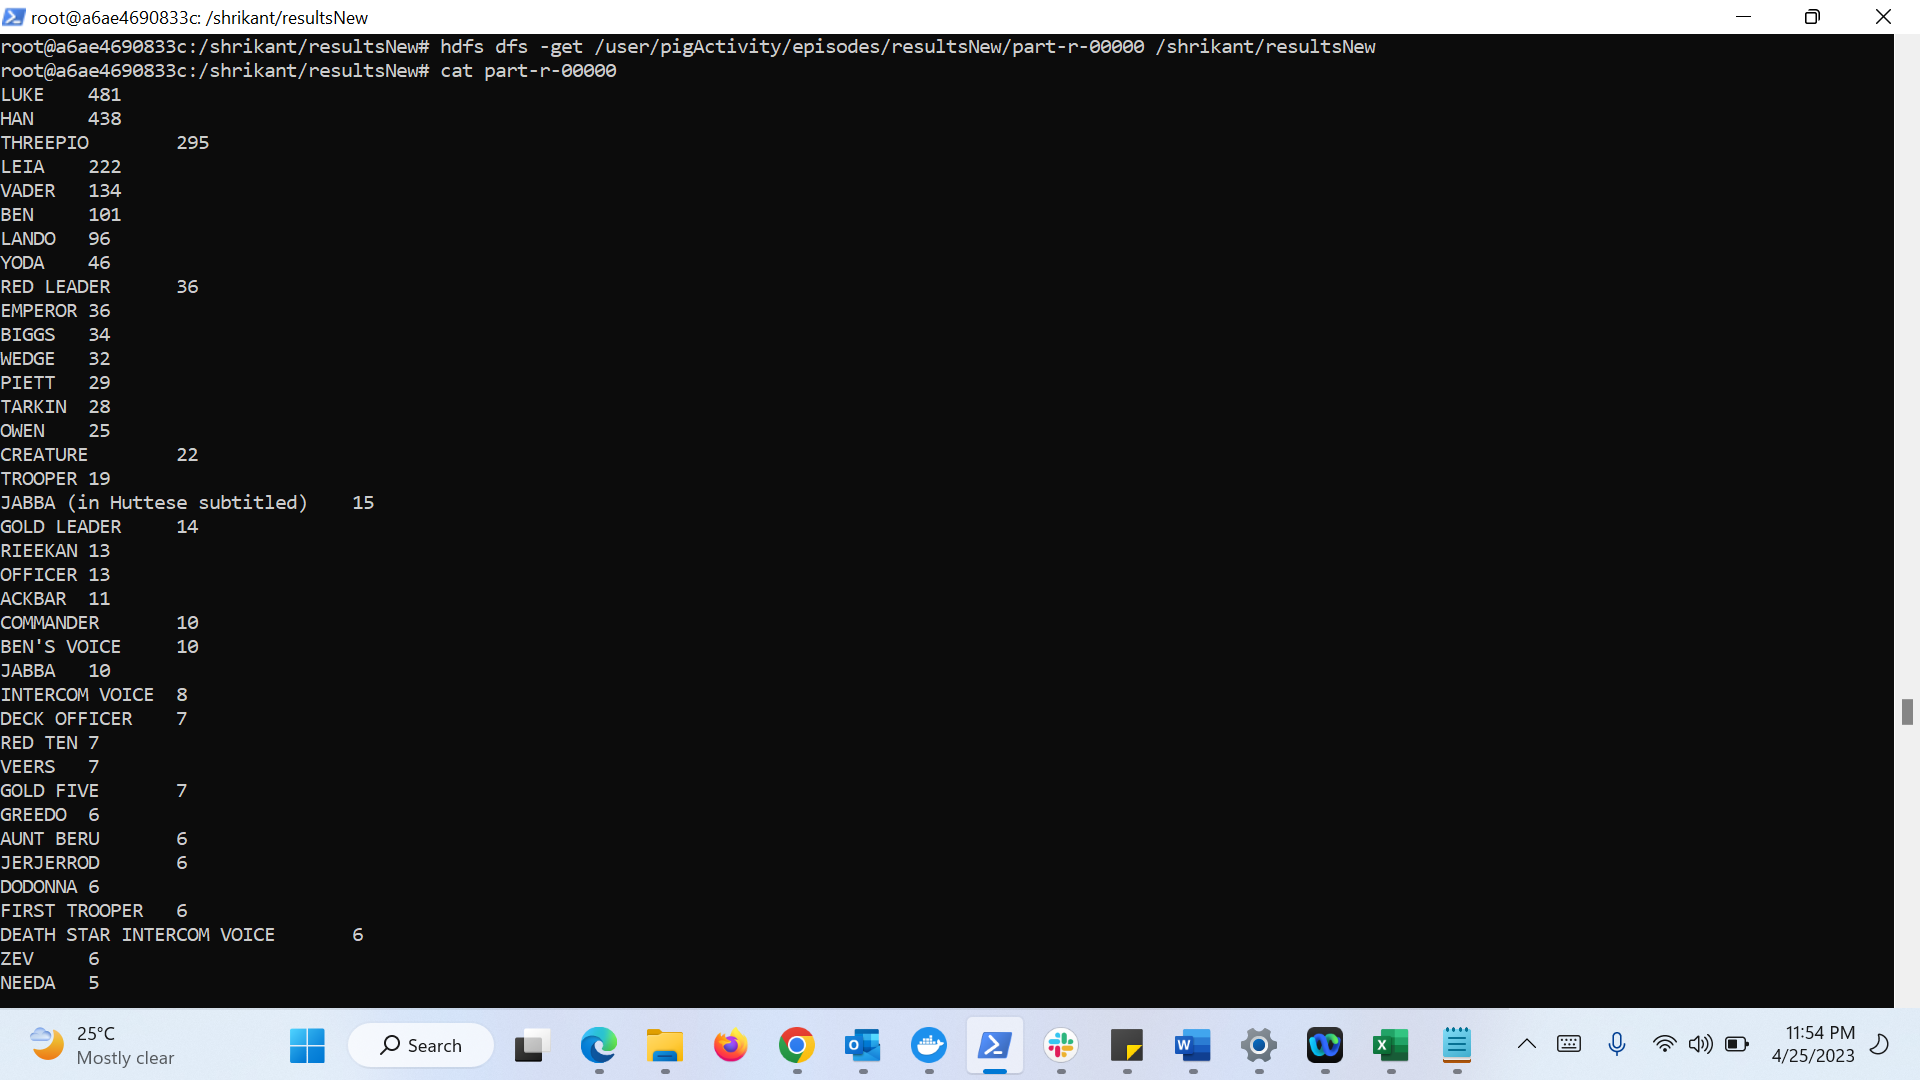 root@a6ae4690833c: /shrikant/resultsNew
root@a6ae4690833c:/shrikant/resultsNew# hdfs dfs -get /user/pigActivity/episodes/resultsNew/part-r-00000 /shrikant/resultsNew
root@a6ae4690833c:/shrikant/resultsNew# cat part-r-00000
LUKE 481
HAN 438
THREEPIO 295
LEIA 222
VADER 134
BEN 101
LANDO 96
YODA 46
RED LEADER 36
EMPEROR 36
BIGGS 34
WEDGE 32
PIETT 29
TARKIN 28
OWEN 25
CREATURE 22
TROOPER 19
JABBA (in Huttese subtitled) 15
GOLD LEADER 14
RIEEKAN 13
OFFICER 13
ACKBAR 11
COMMANDER 10
BEN'S VOICE 10
JABBA 10
INTERCOM VOICE 8
DECK OFFICER 7
RED TEN 7
VEERS 7
GOLD FIVE 7
GREEDO 6
AUNT BERU 6
JERJERROD 6
DODONNA 6
FIRST TROOPER 6
DEATH STAR INTERCOM VOICE 6
ZEV 6
NEEDA 5
25°C
Mostly clear
Search
11:54 PM
4/25/2023